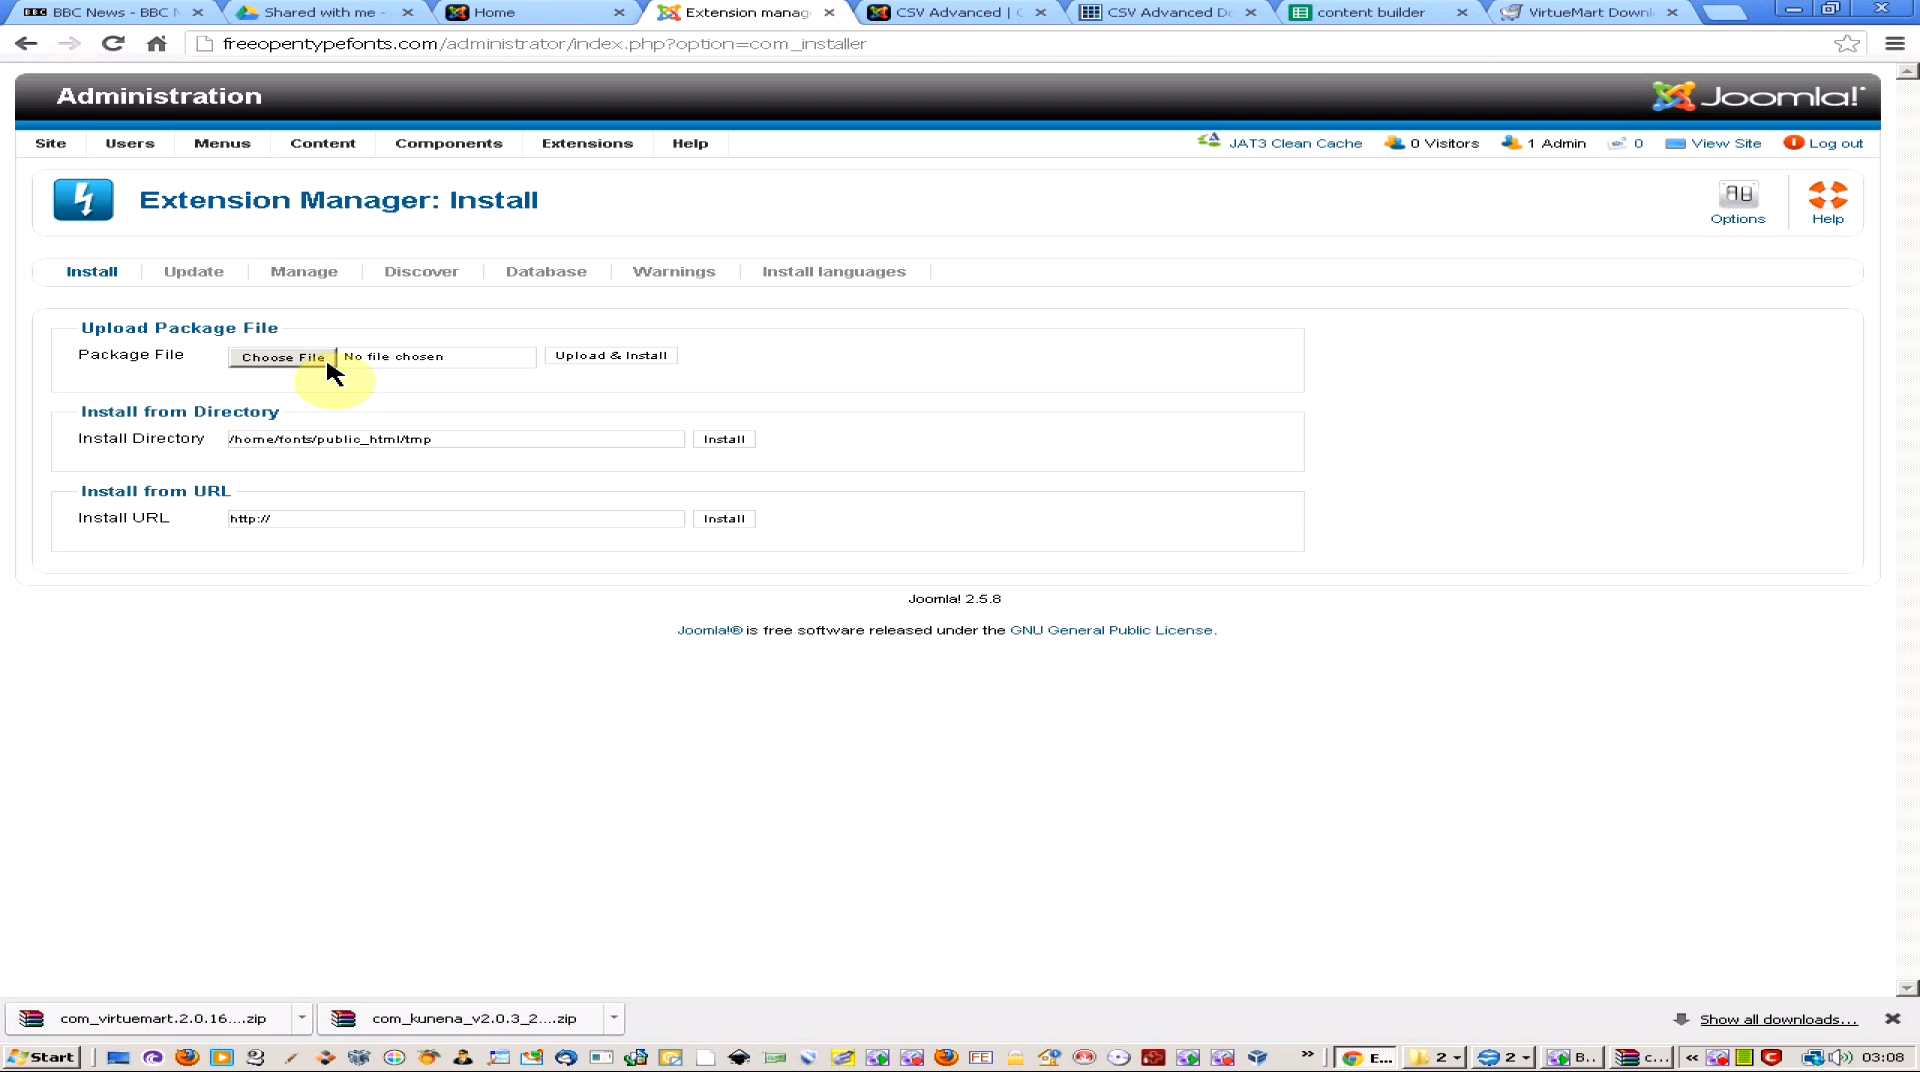 BBC News - BBC N
Shared with me -
Home
Extension manag
CSV Advanced |
CSV Advanced Do
content builder
VirtueMart Downl
freeopentypefonts.com/administrator/index.php?option=com_installer
Administration
Joomla!
Site Users Menus Content Components Extensions Help
JAT3 Clean Cache 0 Visitors 1 Admin 0 View Site Log out
Extension Manager: Install
Options
Help
Install Update Manage Discover Database Warnings Install languages
Upload Package File
Package File Choose File No file chosen Upload & Install
Install from Directory
Install Directory /home/fonts/public_html/tmp Install
Install from URL
Install URL http:// Install
Joomla! 2.5.8
Joomla!® is free software released under the GNU General Public License.
com_virtuemart.2.0.16....zip com_kunena_v2.0.3_2....zip Show all downloads...
Start FE » E... 2 2 B.. c... « 03:08